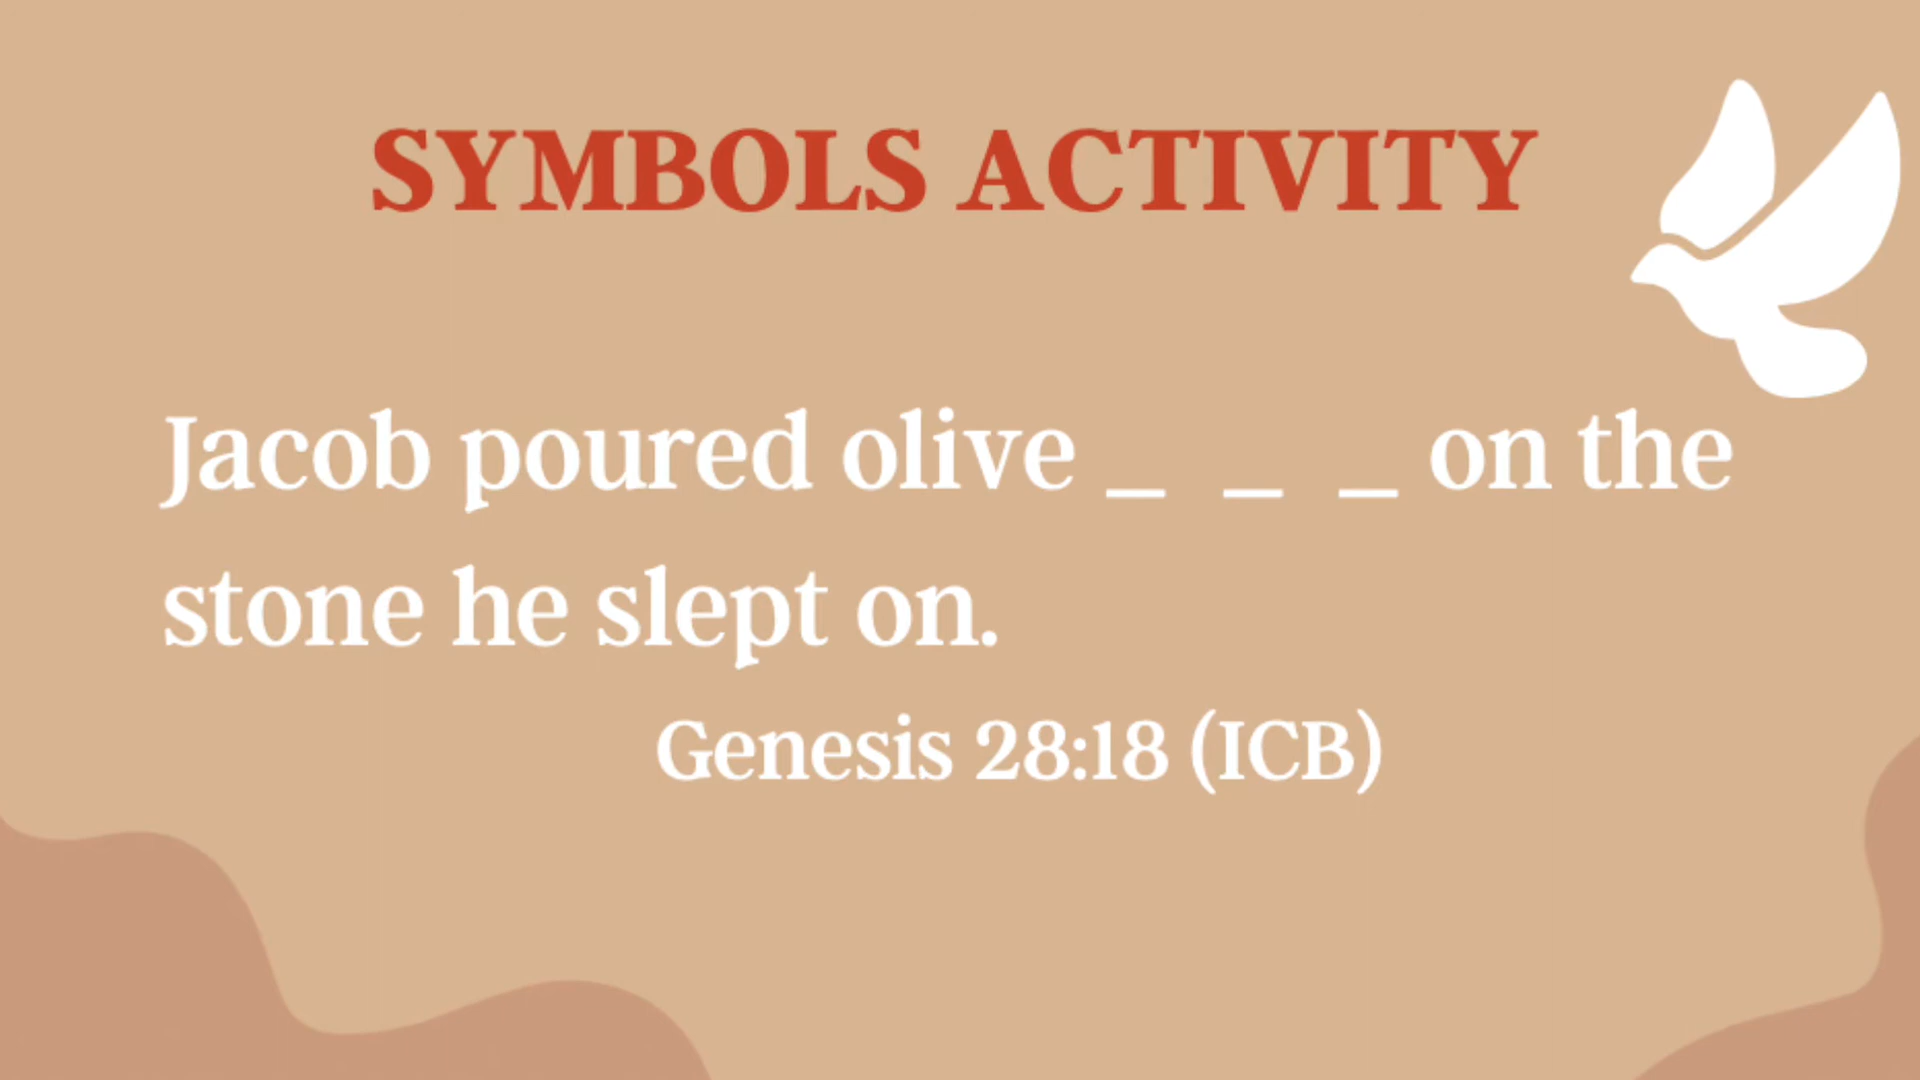 SYMBOLS ACTIVITY
Jacob poured olive _ _ _ on the
stone he slept on.
Genesis 28:18 (ICB)